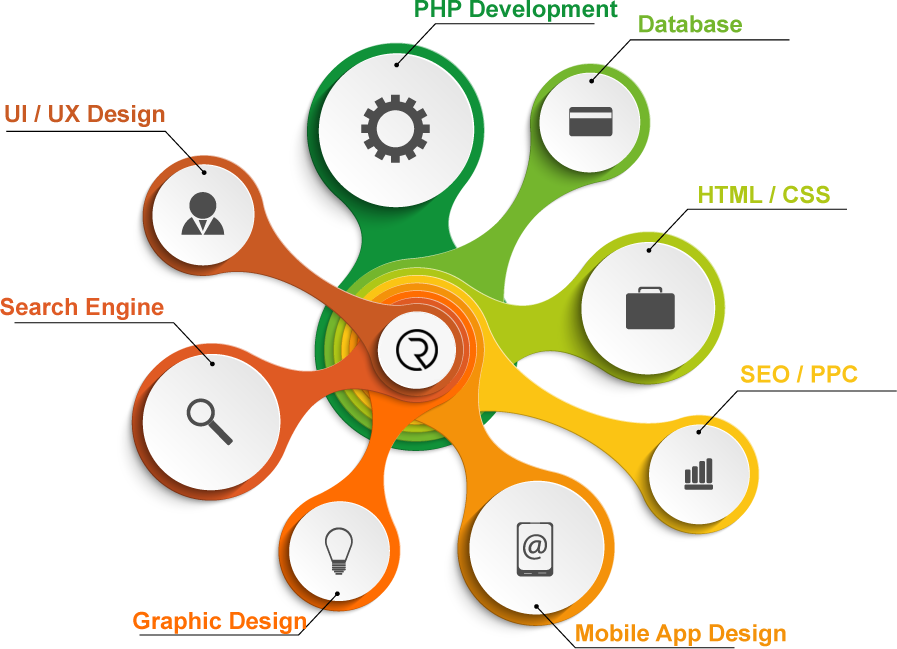 PHP Development
Database
UI / UX Design
HTML / CSS
Search Engine
SEO / PPC
Graphic Design
Mobile App Design
@
R